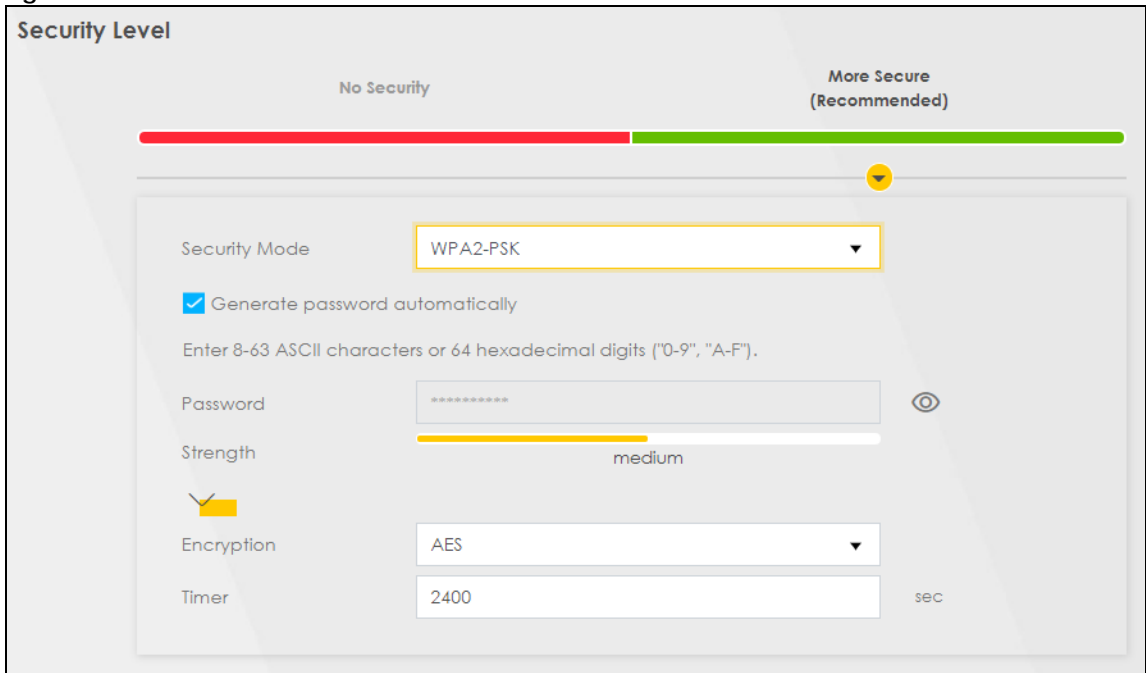 Security Level
No Security
More Secure
(Recommended)
Security Mode WPA2-PSK
Generate password automatically
Enter 8-63 ASCII characters or 64 hexadecimal digits ("0-9", "A-F").
Password **********
Strength
medium
Encryption AES
Timer 2400 sec